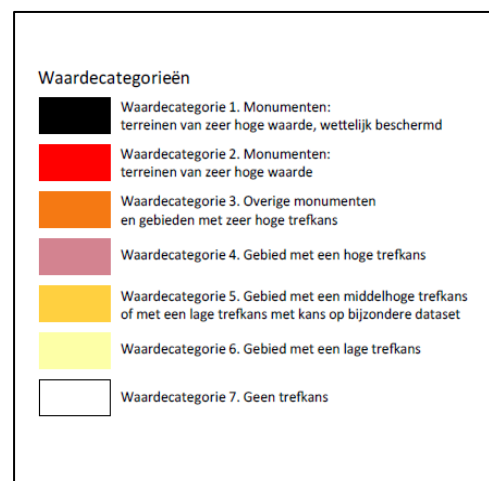 Waardecategorieën
Waardecategorie 1. Monumenten:
terreinen van zeer hoge waarde, wettelijk beschermd
Waardecategorie 2. Monumenten:
terreinen van zeer hoge waarde
Waardecategorie 3. Overige monumenten
en gebieden met zeer hoge trefkans
Waardecategorie 4. Gebied met een hoge trefkans
Waardecategorie 5. Gebied met een middelhoge trefkans
of met een lage trefkans met kans op bijzondere dataset
Waardecategorie 6. Gebied met een lage trefkans
Waardecategorie 7. Geen trefkans